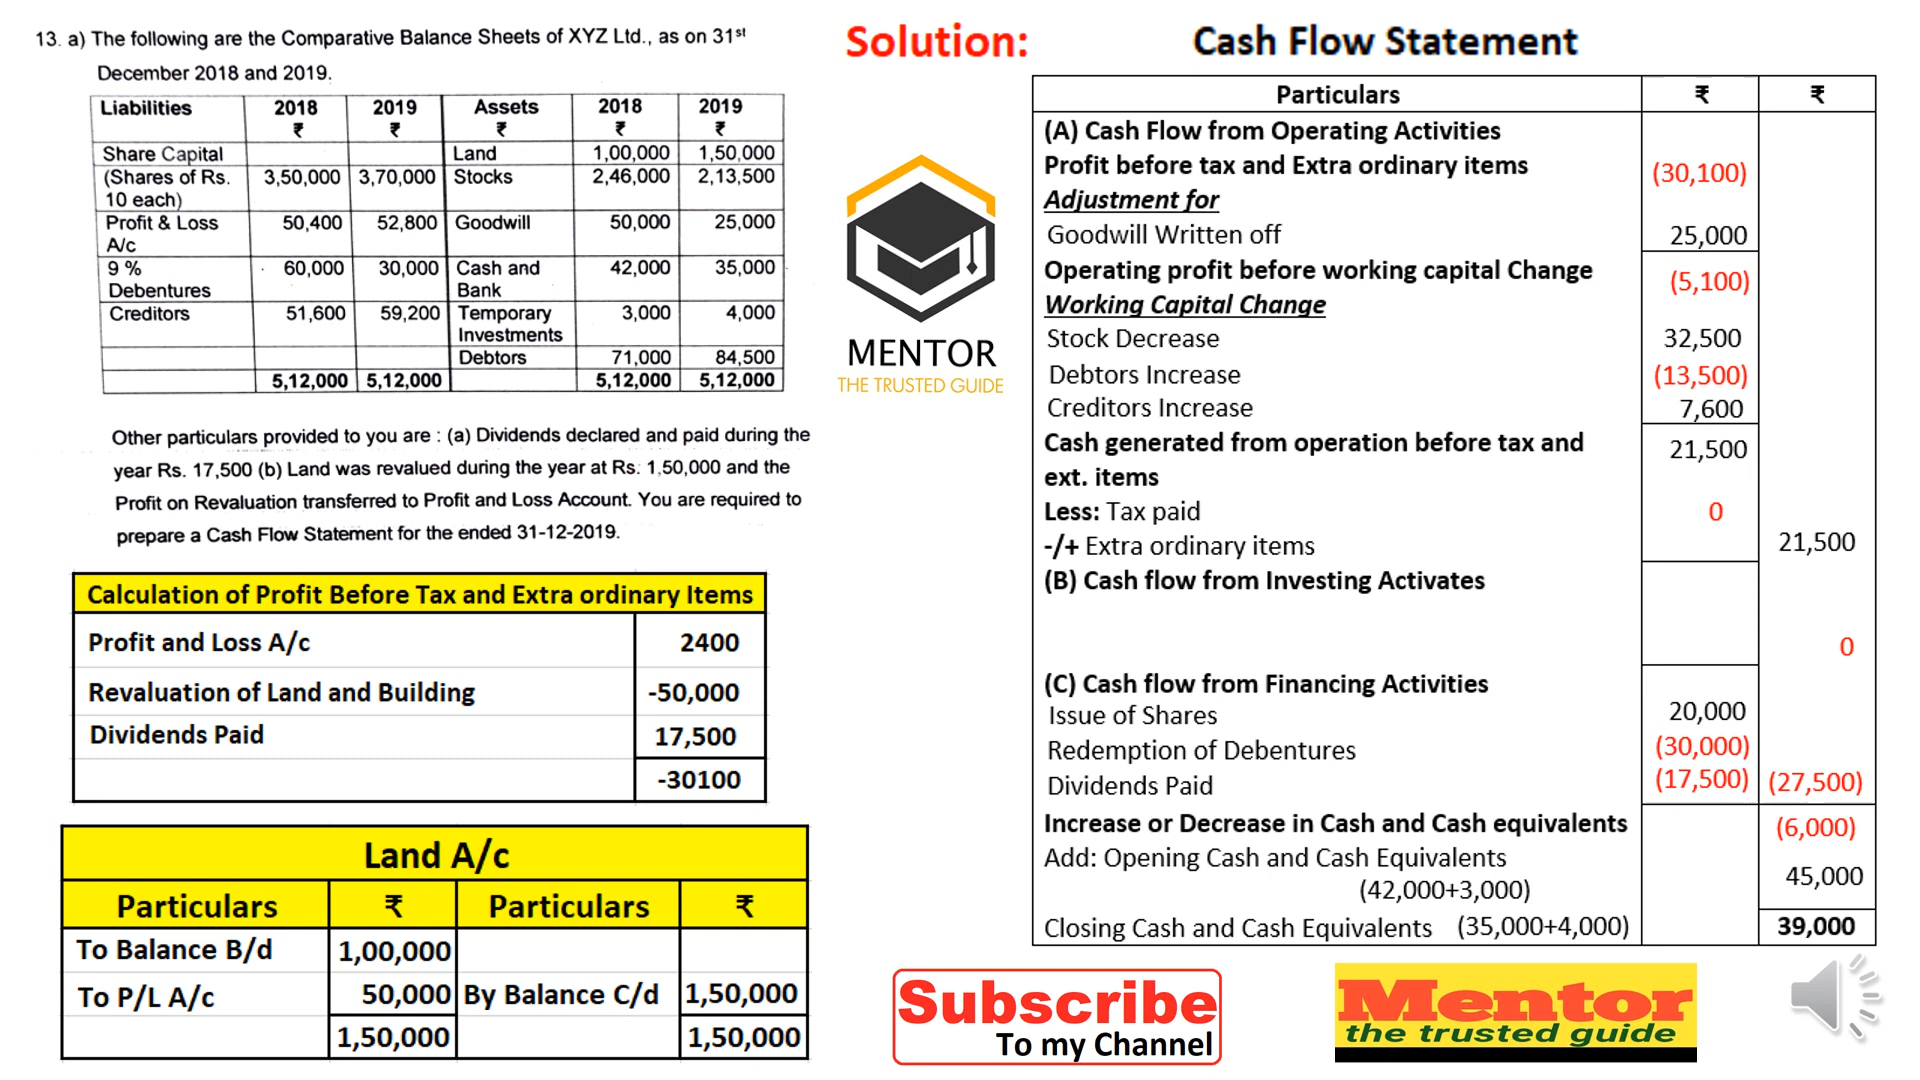 13. a) The following are the Comparative Balance Sheets of XYZ Ltd., as on 31st
December 2018 and 2019.
Liabilities 2018 2019 Assets 2018 2019
₹ ₹ ₹ ₹ ₹
Share Capital Land 1,00,000 1,50,000
(Shares of Rs. 3,50,000 3,70,000 Stocks 2,46,000 2,13,500
10 each)
Profit & Loss 50,400 52,800 Goodwill 50,000 25,000
A/c
9 % 60,000 30,000 Cash and 42,000 35,000
Debentures Bank
Creditors 51,600 59,200 Temporary 3,000 4,000
Investments
Debtors 71,000 84,500
5,12,000 5,12,000 5,12,000 5,12,000
Other particulars provided to you are : (a) Dividends declared and paid during the
year Rs. 17,500 (b) Land was revalued during the year at Rs. 1,50,000 and the
Profit on Revaluation transferred to Profit and Loss Account. You are required to
prepare a Cash Flow Statement for the ended 31-12-2019.
Calculation of Profit Before Tax and Extra ordinary Items
Profit and Loss A/c 2400
Revaluation of Land and Building -50,000
Dividends Paid 17,500
-30100
Land A/c
Particulars ₹ Particulars ₹
To Balance B/d 1,00,000
To P/L A/c 50,000 By Balance C/d 1,50,000
1,50,000 1,50,000
MENTOR
THE TRUSTED GUIDE
Solution: Cash Flow Statement
Particulars ₹ ₹
(A) Cash Flow from Operating Activities
Profit before tax and Extra ordinary items (30,100)
Adjustment for
Goodwill Written off 25,000
Operating profit before working capital Change (5,100)
Working Capital Change
Stock Decrease 32,500
Debtors Increase (13,500)
Creditors Increase 7,600
Cash generated from operation before tax and 21,500
ext. items
Less: Tax paid 0
-/+ Extra ordinary items 21,500
(B) Cash flow from Investing Activates
0
(C) Cash flow from Financing Activities
Issue of Shares 20,000
Redemption of Debentures (30,000)
Dividends Paid (17,500) (27,500)
Increase or Decrease in Cash and Cash equivalents (6,000)
Add: Opening Cash and Cash Equivalents 45,000
(42,000+3,000)
Closing Cash and Cash Equivalents (35,000+4,000) 39,000
Subscribe
To my Channel
Mentor
the trusted guide